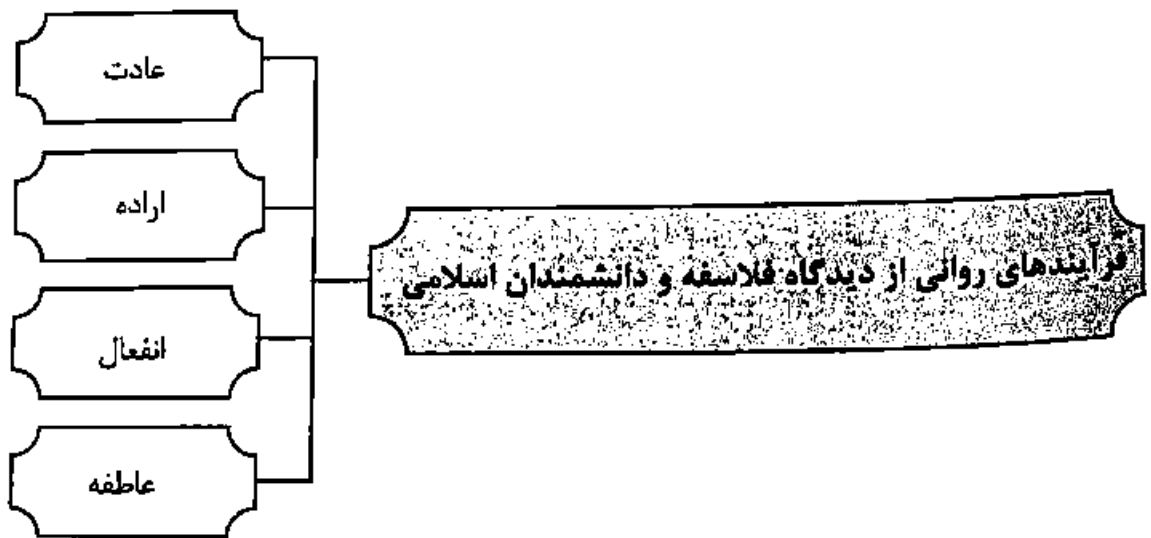 فرآیندهای روانی از دیدگاه فلاسفه و دانشمندان اسلامی
عادت
اراده
انفعال
عاطفه